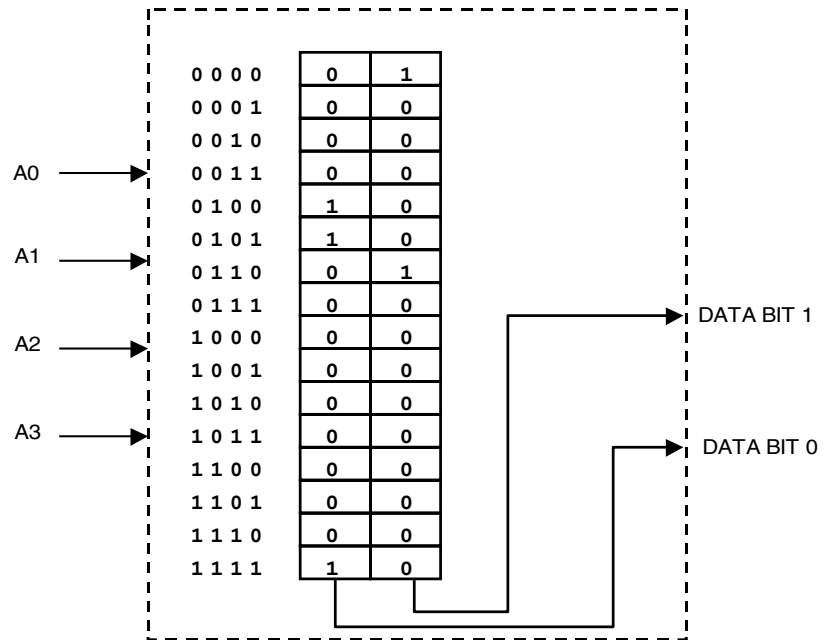 0 0 0 0 0 1
0 0 0 1 0 0
0 0 1 0 0 0
A0 0 0 1 1 0 0
0 1 0 0 1 0
0 1 0 1 1 0
A1 0 1 1 0 0 1
0 1 1 1 0 0
DATA BIT 1
A2 1 0 0 0 0 0
1 0 0 1 0 0
1 0 1 0 0 0
A3 1 0 1 1 0 0
DATA BIT 0
1 1 0 0 0 0
1 1 0 1 0 0
1 1 1 0 0 0
1 1 1 1 1 0